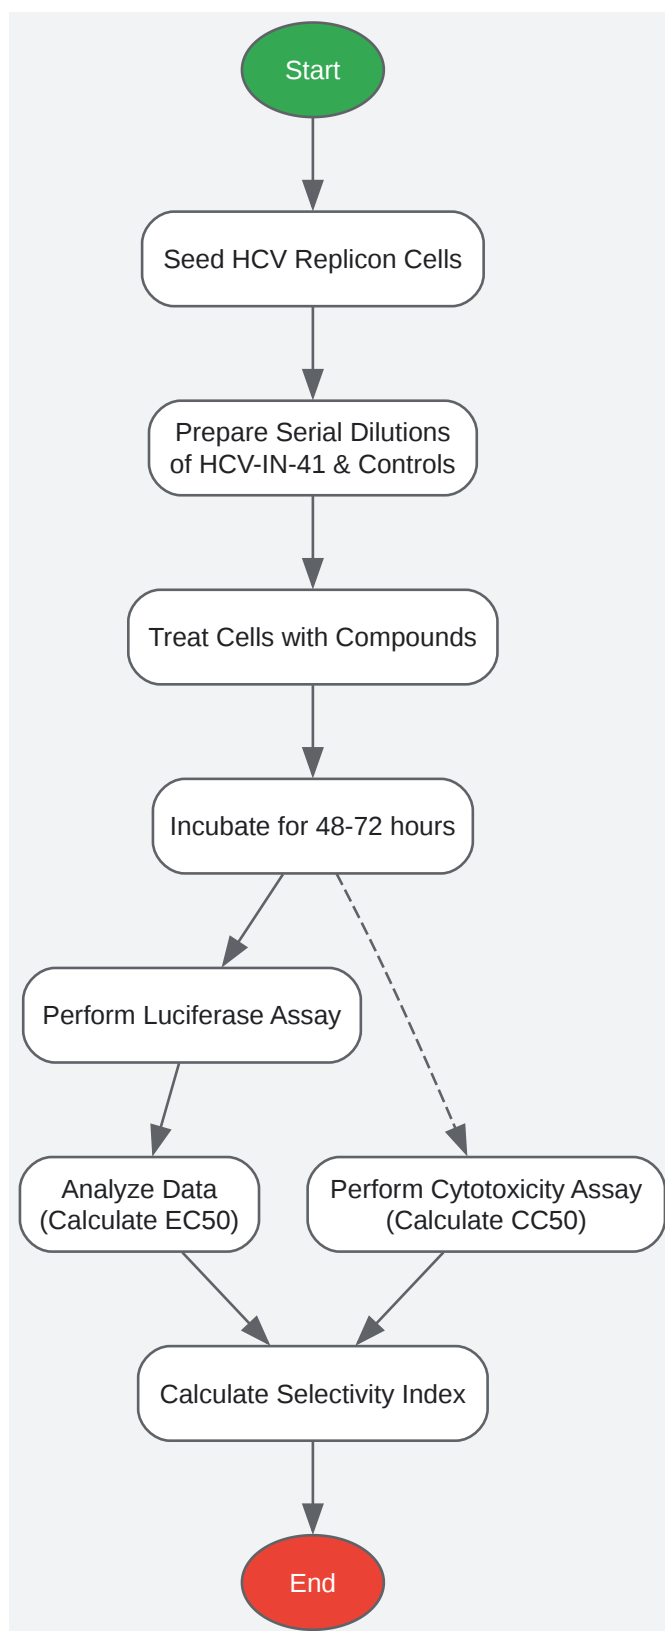 Start
Seed HCV Replicon Cells
Prepare Serial Dilutions
of HCV-IN-41 & Controls
Treat Cells with Compounds
Incubate for 48-72 hours
Perform Luciferase Assay
Analyze Data
(Calculate EC50)
Perform Cytotoxicity Assay
(Calculate CC50)
Calculate Selectivity Index
End